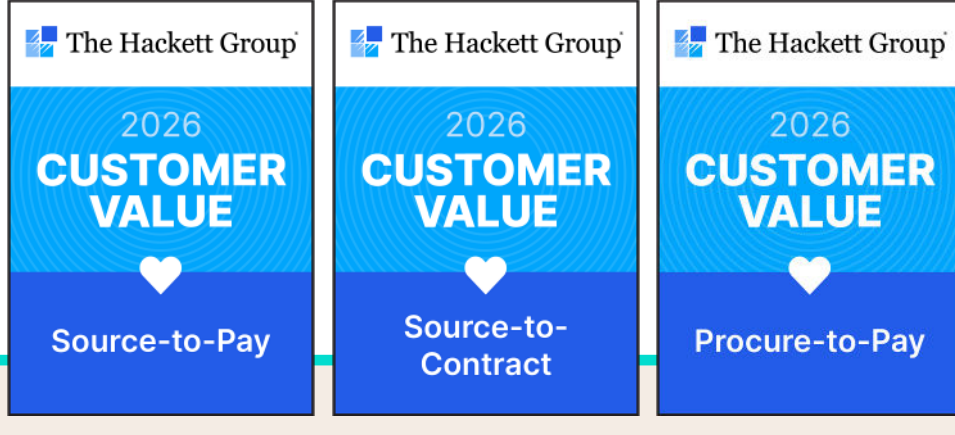 The Hackett Group
2026
CUSTOMER
VALUE
Source-to-Pay
The Hackett Group
2026
CUSTOMER
VALUE
Source-to-
Contract
The Hackett Group
2026
CUSTOMER
VALUE
Procure-to-Pay